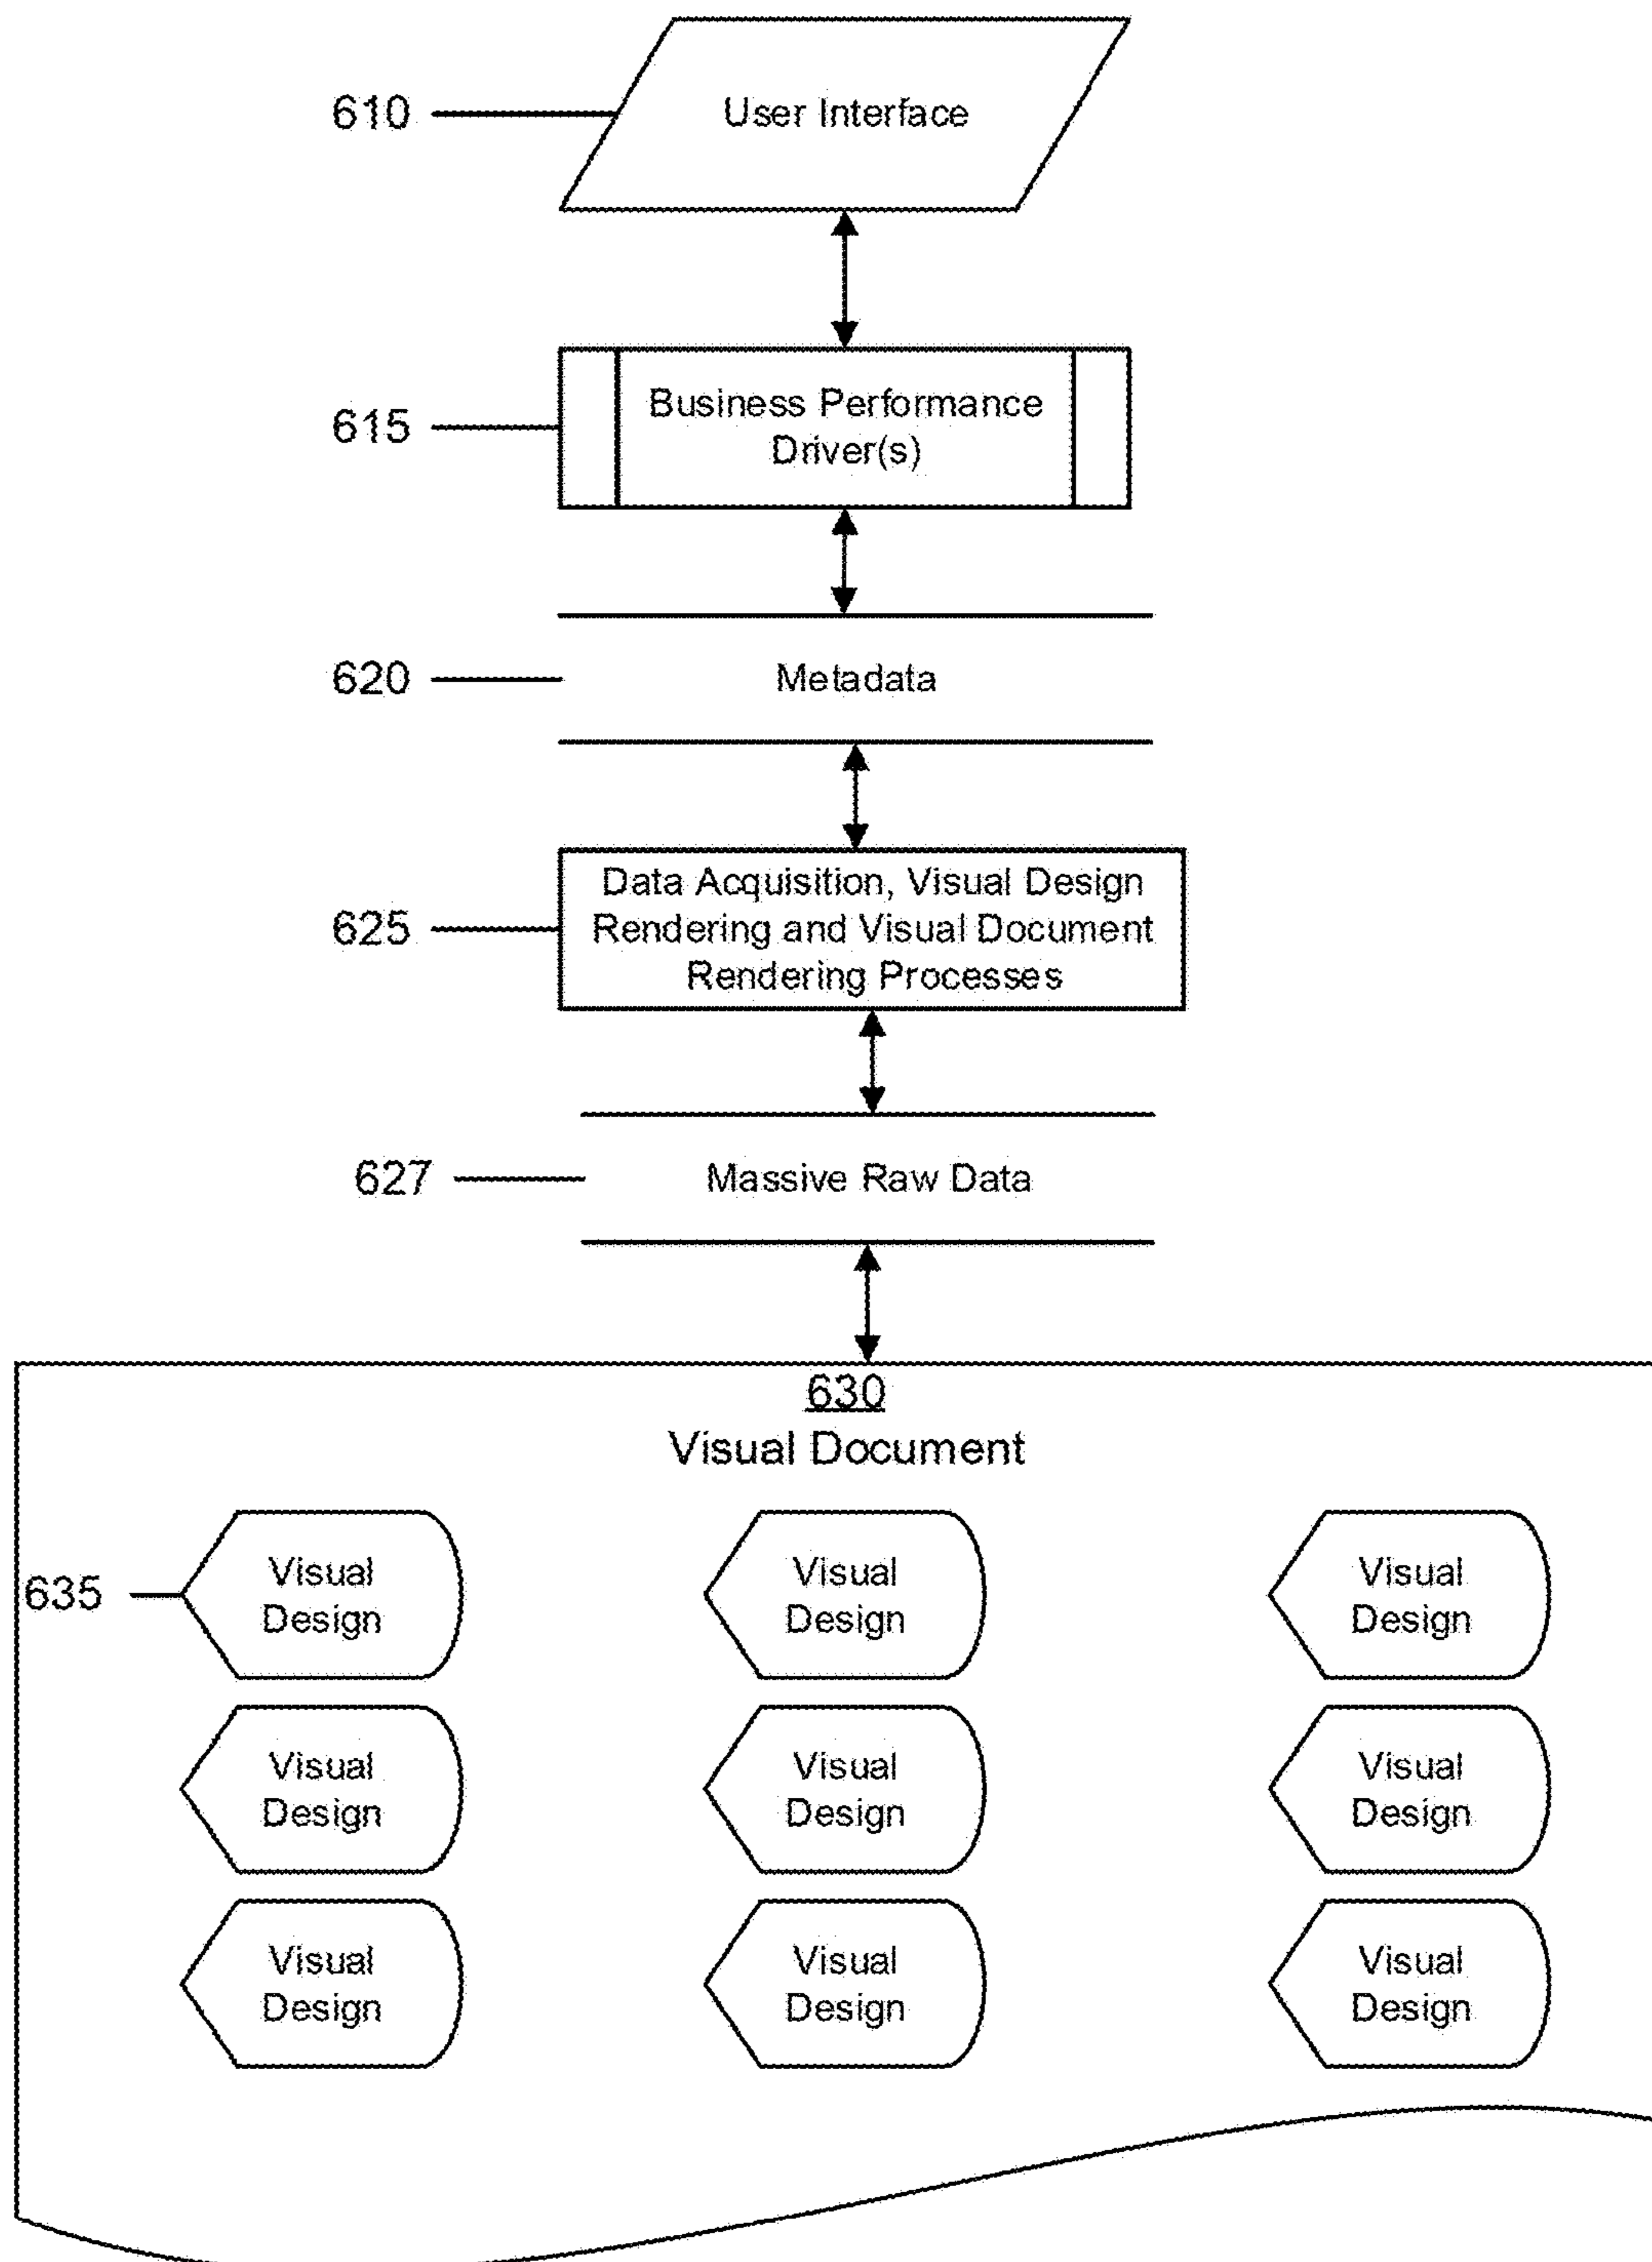 610
User Interface
615
Business Performance
Driver(s)
620
Metadata
625
Data Acquisition, Visual Design
Rendering and Visual Document
Rendering Processes
627
Massive Raw Data
630
Visual Document
635
Visual
Design
Visual
Design
Visual
Design
Visual
Design
Visual
Design
Visual
Design
Visual
Design
Visual
Design
Visual
Design